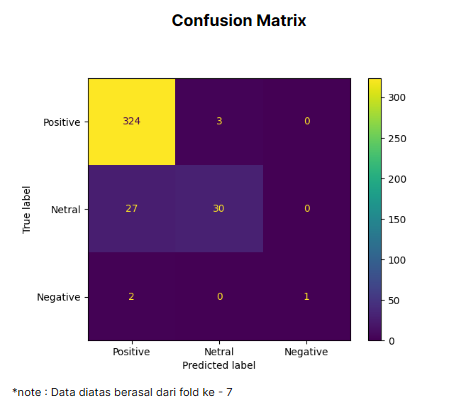 Confusion Matrix
Positive
324
3
0
Netral
27
30
0
Negative
2
0
1
Positive
Netral
Negative
Predicted label
True label
300
250
200
150
100
50
0
*note : Data diatas berasal dari fold ke - 7